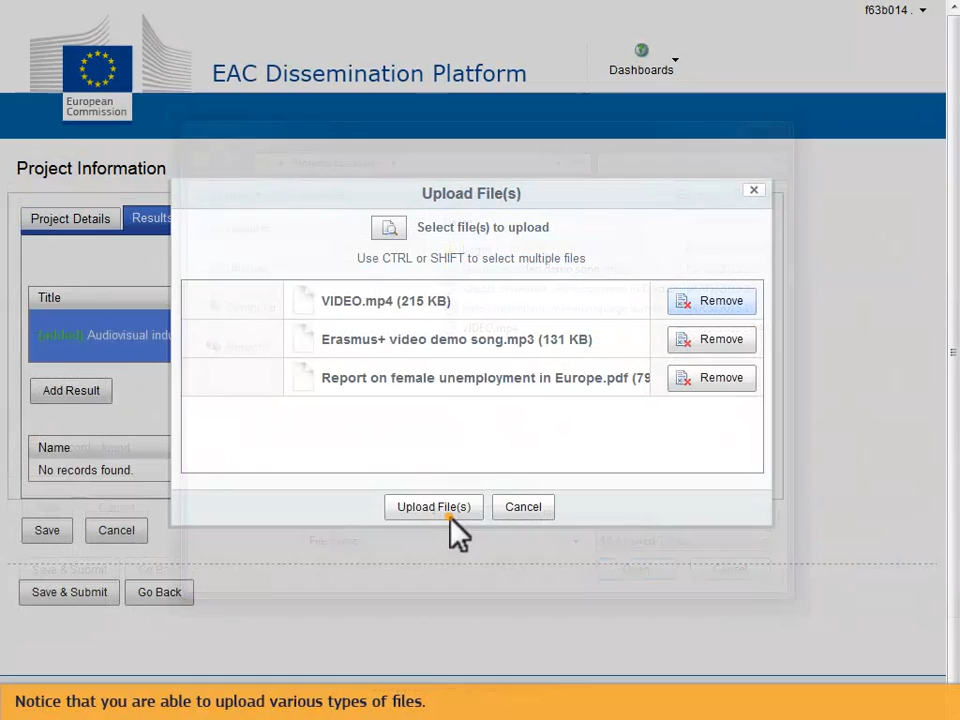 f63b014 .
European
Commission
EAC Dissemination Platform
Dashboards
Project Information
Project Details
Results
Upload File(s)
Select file(s) to upload
Use CTRL or SHIFT to select multiple files
VIDEO.mp4 (215 KB)
Remove
Erasmus+ video demo song.mp3 (131 KB)
Remove
Report on female unemployment in Europe.pdf (79
Remove
Upload File(s)
Cancel
Title
(added) Audiovisual indu
Add Result
Name
No records found.
Save
Cancel
Save & Submit
Go Back
Notice that you are able to upload various types of files.